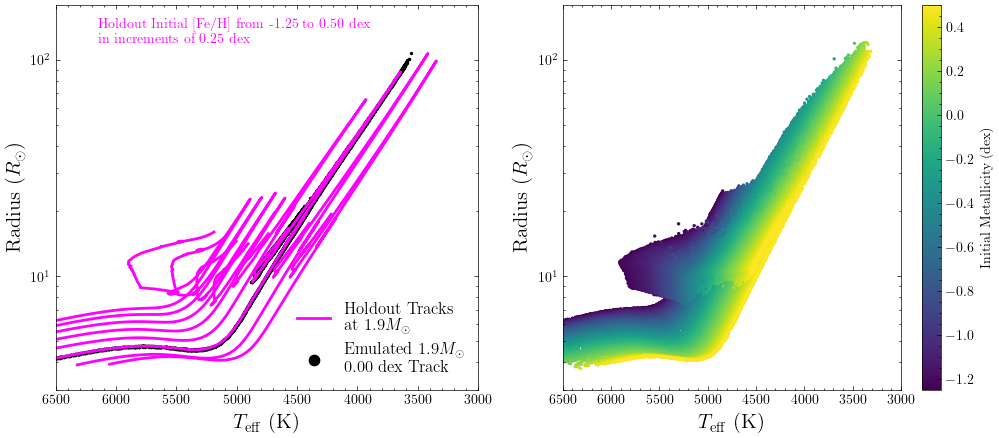 Holdout Initial [Fe/H] from -1.25 to 0.50 dex
in increments of 0.25 dex
Radius (R⊙)
10²
10¹
Holdout Tracks
at 1.9M⊙
Emulated 1.9M⊙
0.00 dex Track
6500 6000 5500 5000 4500 4000 3500 3000
T_eff (K)
Radius (R⊙)
10²
10¹
6500 6000 5500 5000 4500 4000 3500 3000
T_eff (K)
0.4
0.2
0.0
−0.2
−0.4
−0.6
−0.8
−1.0
−1.2
Initial Metallicity (dex)